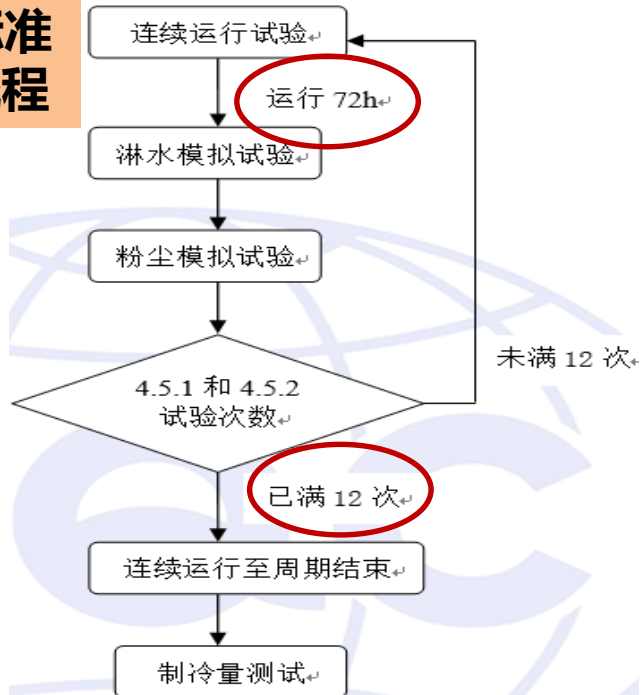 准
程
连续运行试验
运行 72h
淋水模拟试验
粉尘模拟试验
未满 12 次
4.5.1 和 4.5.2
试验次数
已满 12 次
连续运行至周期结束
制冷量测试